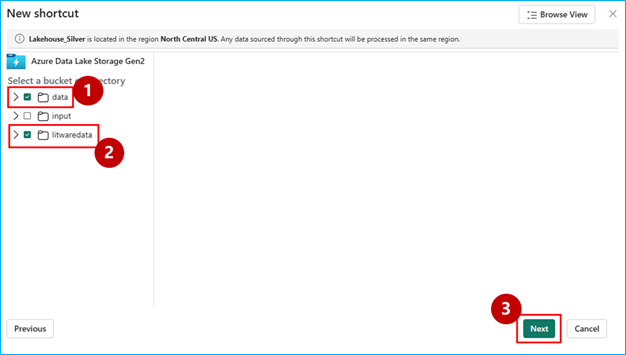 New shortcut
Browse View
Lakehouse_Silver is located in the region North Central US. Any data sourced through this shortcut will be processed in the same region.
Azure Data Lake Storage Gen2
Select a bucket or directory
1
data
input
litwaredata
2
3
Previous
Next
Cancel